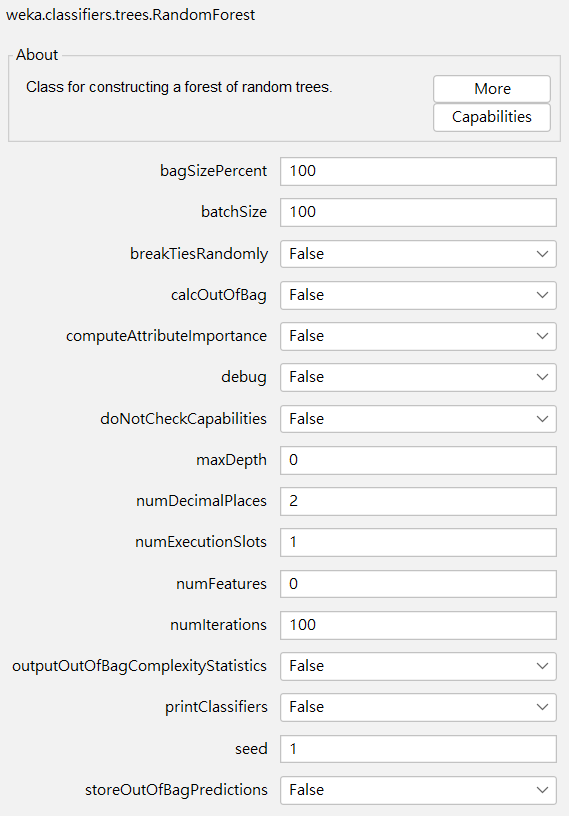 weka.classifiers.trees.RandomForest
About
Class for constructing a forest of random trees.
More
Capabilities
bagSizePercent 100
batchSize 100
breakTiesRandomly False
calcOutOfBag False
computeAttributeImportance False
debug False
doNotCheckCapabilities False
maxDepth 0
numDecimalPlaces 2
numExecutionSlots 1
numFeatures 0
numIterations 100
outputOutOfBagComplexityStatistics False
printClassifiers False
seed 1
storeOutOfBagPredictions False